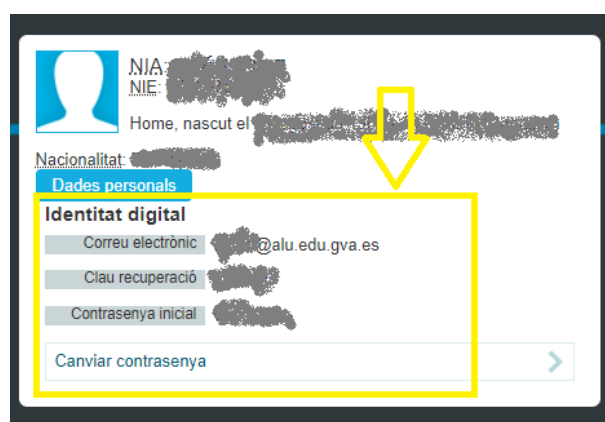 NIA:
NIE:
Home, nascut el
Nacionalitat:
Dades personals
Identitat digital
Correu electrònic @alu.edu.gva.es
Clau recuperació
Contrasenya inicial
Canviar contrasenya